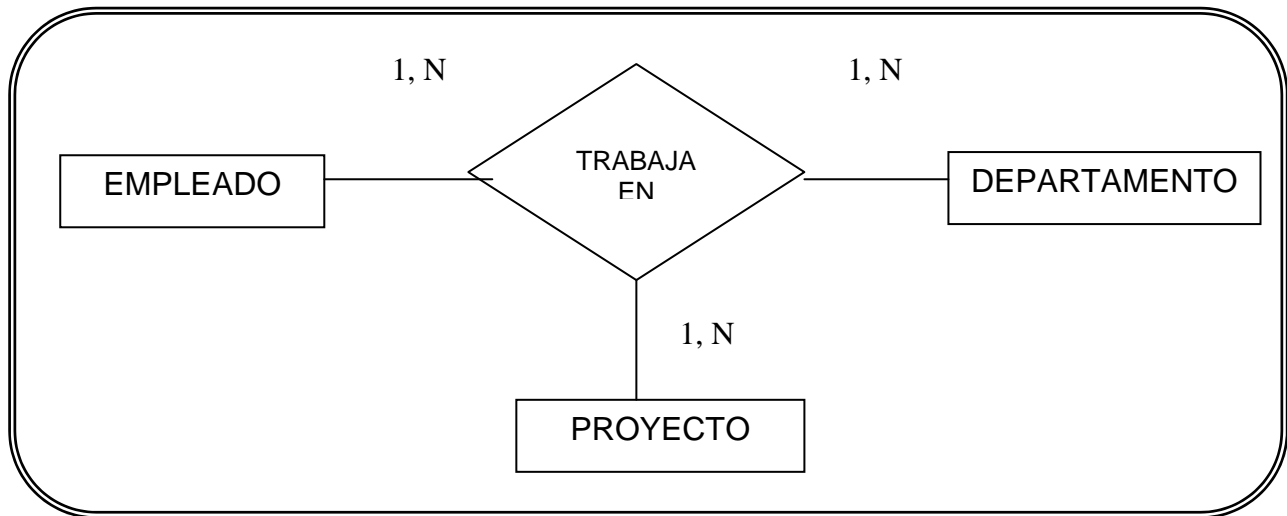 1, N
1, N
EMPLEADO
TRABAJA
EN
DEPARTAMENTO
1, N
PROYECTO